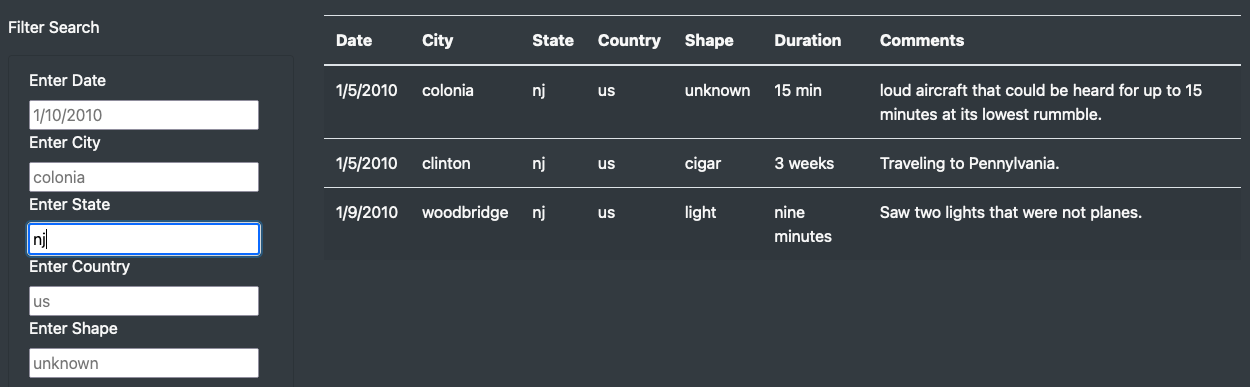 Filter Search
Enter Date
1/10/2010
Enter City
colonia
Enter State
nj
Enter Country
us
Enter Shape
unknown
Date City State Country Shape Duration Comments
1/5/2010 colonia nj us unknown 15 min loud aircraft that could be heard for up to 15
minutes at its lowest rummble.
1/5/2010 clinton nj us cigar 3 weeks Traveling to Pennylvania.
1/9/2010 woodbridge nj us light nine Saw two lights that were not planes.
minutes